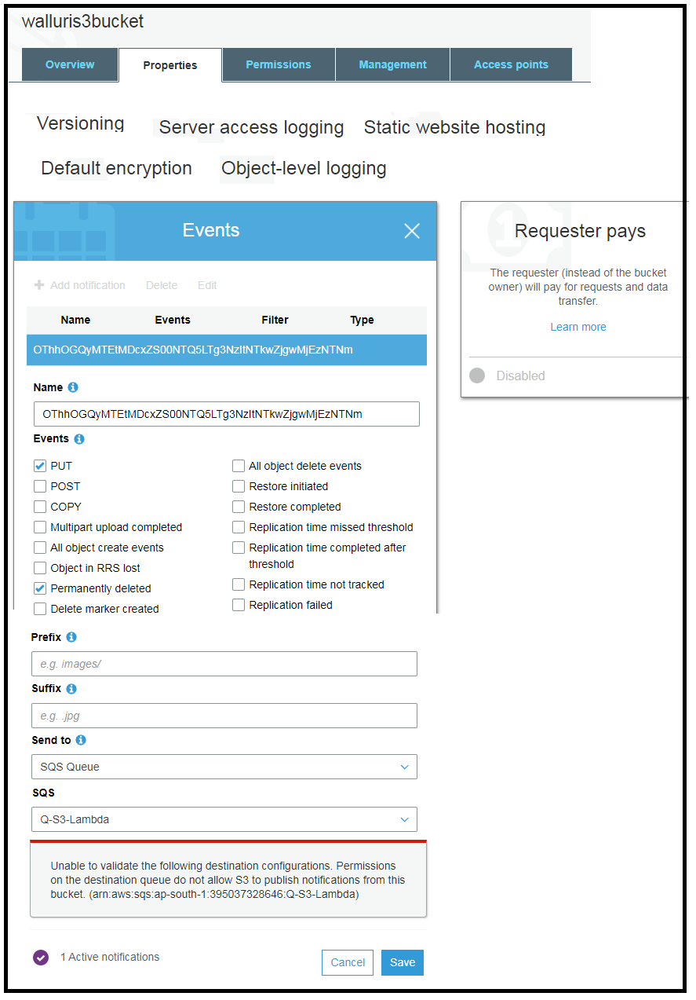 walluris3bucket
Overview
Properties
Permissions
Management
Access points
Versioning
Server access logging
Static website hosting
Default encryption
Object-level logging
Events
Add notification
Delete
Edit
Name
Events
Filter
Type
OThhOGQyMTEtMDcxZS00NTQ5LTg3NzItNTkwZjgwMjEzNTNm
Name
OThhOGQyMTEtMDcxZS00NTQ5LTg3NzItNTkwZjgwMjEzNTNm
Events
PUT
POST
COPY
Multipart upload completed
All object create events
Object in RRS lost
Permanently deleted
Delete marker created
All object delete events
Restore initiated
Restore completed
Replication time missed threshold
Replication time completed after
threshold
Replication time not tracked
Replication failed
Prefix
e.g. images/
Suffix
e.g. .jpg
Send to
SQS Queue
SQS
Q-S3-Lambda
Unable to validate the following destination configurations. Permissions
on the destination queue do not allow S3 to publish notifications from this
bucket. (arn:aws:sqs:ap-south-1:395037328646:Q-S3-Lambda)
1 Active notifications
Cancel
Save
1
Requester pays
The requester (instead of the bucket
owner) will pay for requests and data
transfer.
Learn more
Disabled